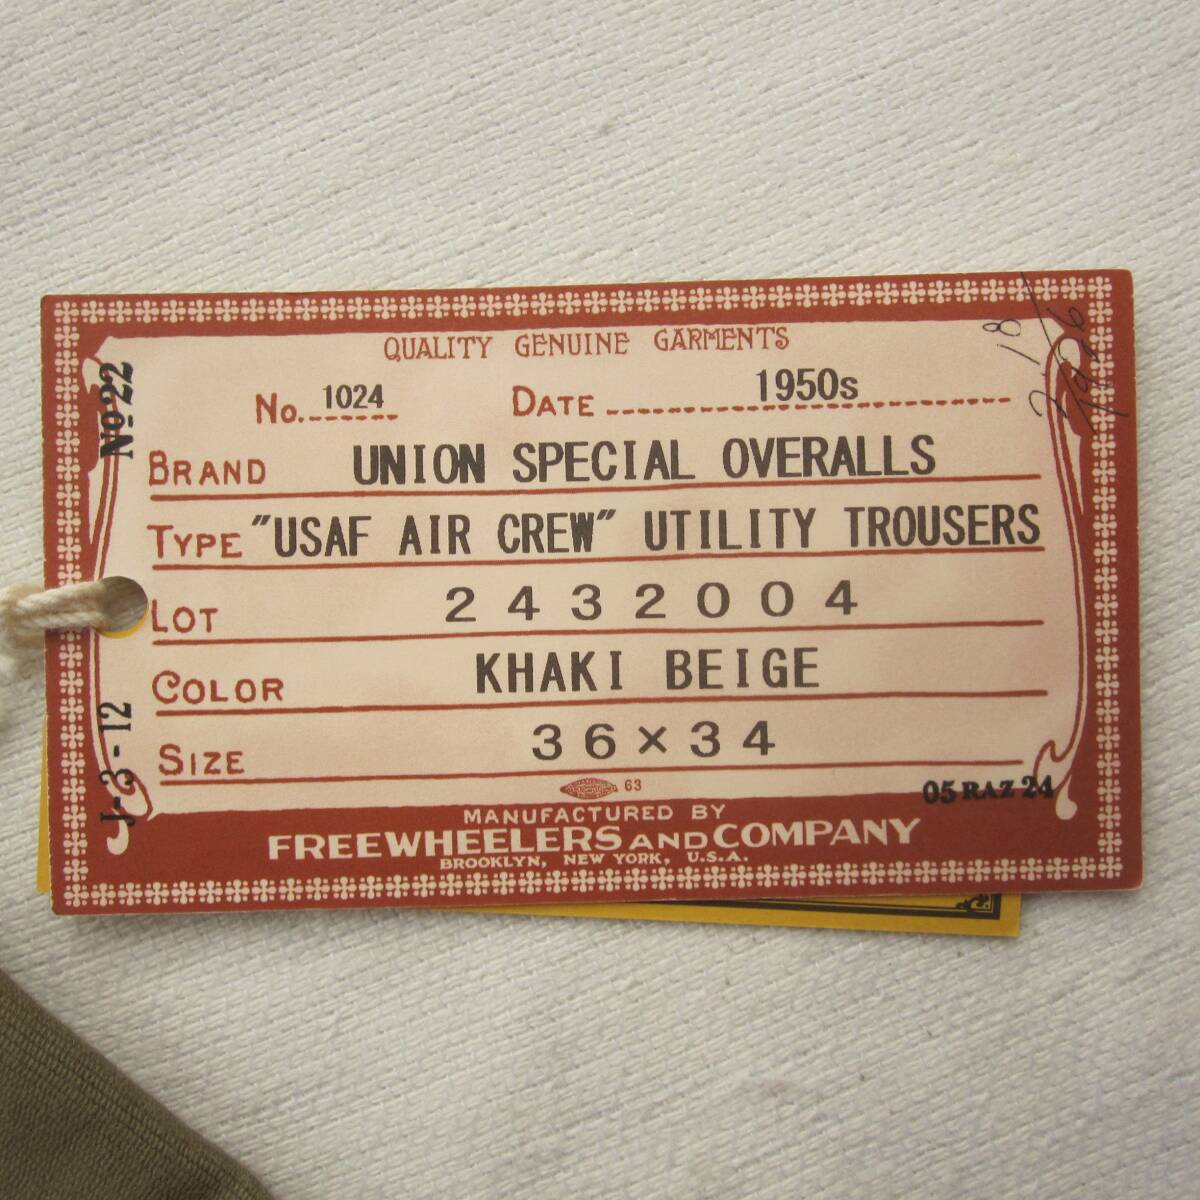 QUALITY GENUINE GARMENTS
No. 1024 DATE 1950s
BRAND UNION SPECIAL OVERALLS
TYPE "USAF AIR CREW" UTILITY TROUSERS
LOT 2432004
COLOR KHAKI BEIGE
SIZE 36×34
63
MANUFACTURED BY
FREEWHEELERS AND COMPANY
BROOKLYN, NEW YORK, U.S.A.
No 22
J-3-12
05 RAZ 24